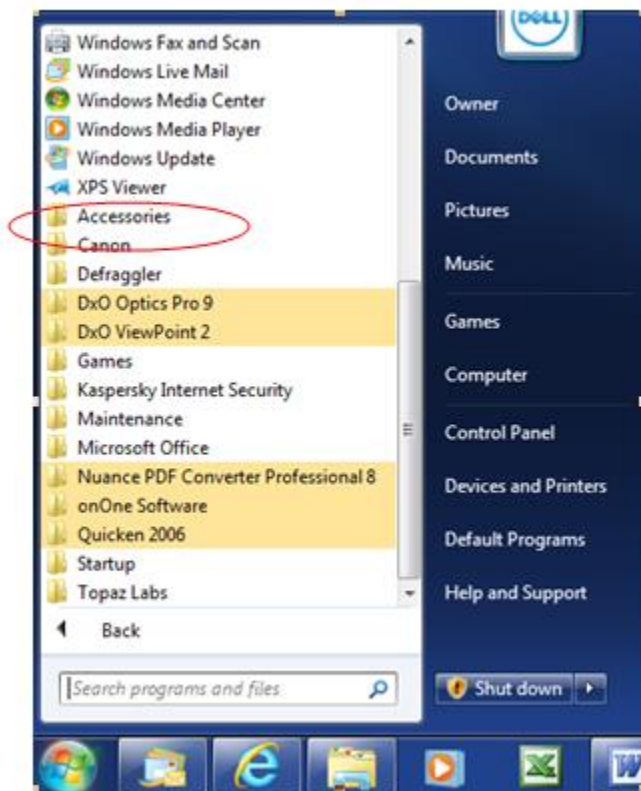 DELL
Windows Fax and Scan
Windows Live Mail
Windows Media Center
Windows Media Player
Windows Update
XPS Viewer
Accessories
Canon
Defraggler
DxO Optics Pro 9
DxO ViewPoint 2
Games
Kaspersky Internet Security
Maintenance
Microsoft Office
Nuance PDF Converter Professional 8
onOne Software
Quicken 2006
Startup
Topaz Labs
Back
Search programs and files
Owner
Documents
Pictures
Music
Games
Computer
Control Panel
Devices and Printers
Default Programs
Help and Support
Shut down